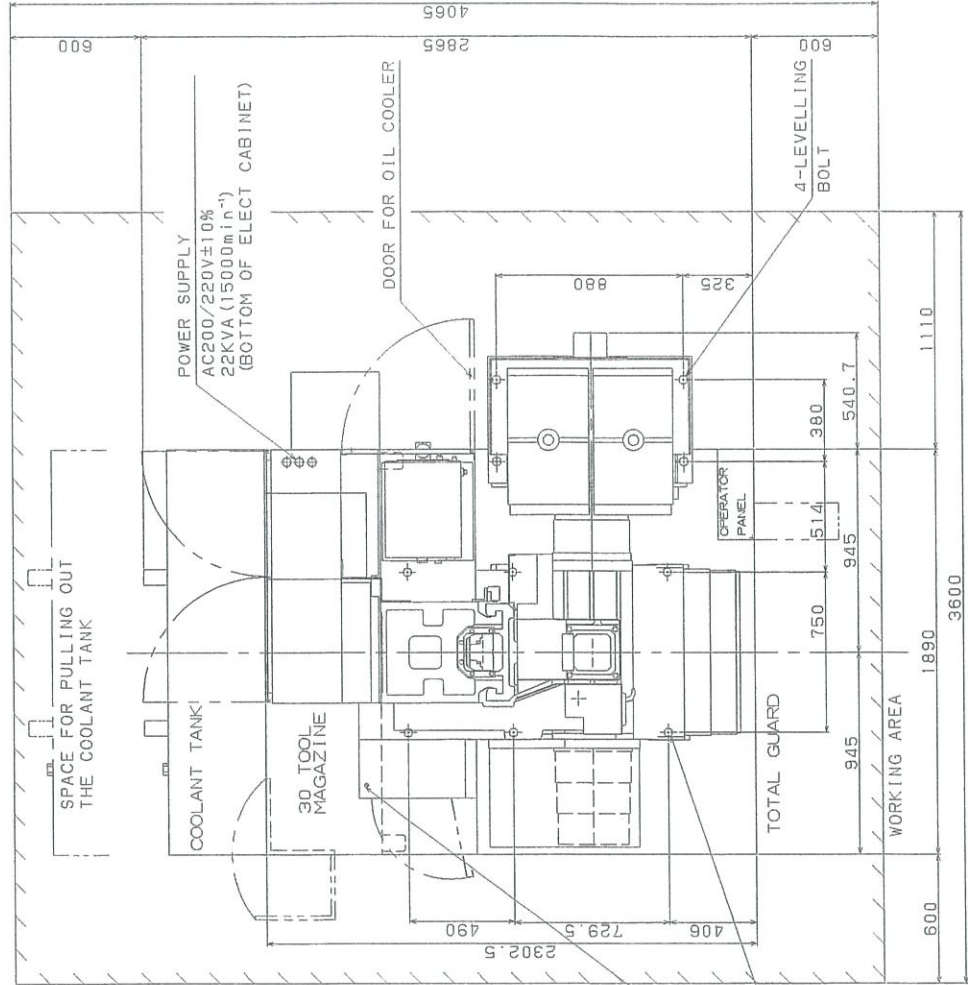 4065
600
2865
600
POWER SUPPLY
AC200/220V±10%
22KVA(15000min⁻¹)
(BOTTOM OF ELECT CABINET)
DOOR FOR OIL COOLER
4-LEVELLING
BOLT
SPACE FOR PULLING OUT
THE COOLANT TANK
COOLANT TANK
30 TOOL
MAGAZINE
OPERATOR
PANEL
TOTAL GUARD
WORKING AREA
880
325
540.7
380
514
750
945
945
1110
1890
600
3600
490
729.5
406
2302.5